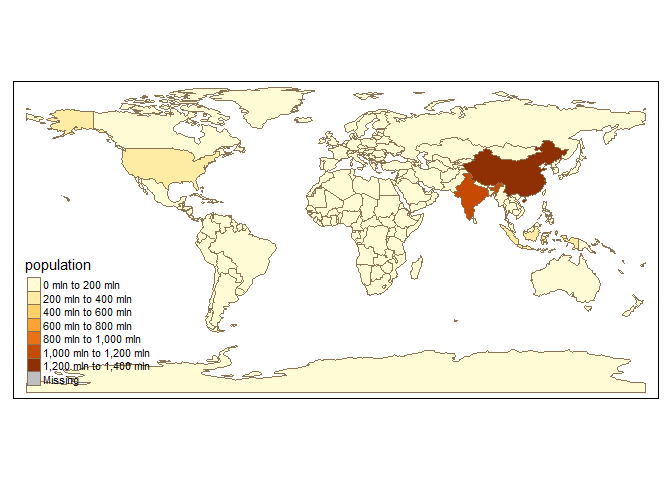 population
0 mln to 200 mln
200 mln to 400 mln
400 mln to 600 mln
600 mln to 800 mln
800 mln to 1,000 mln
1,000 mln to 1,200 mln
1,200 mln to 1,400 mln
Missing